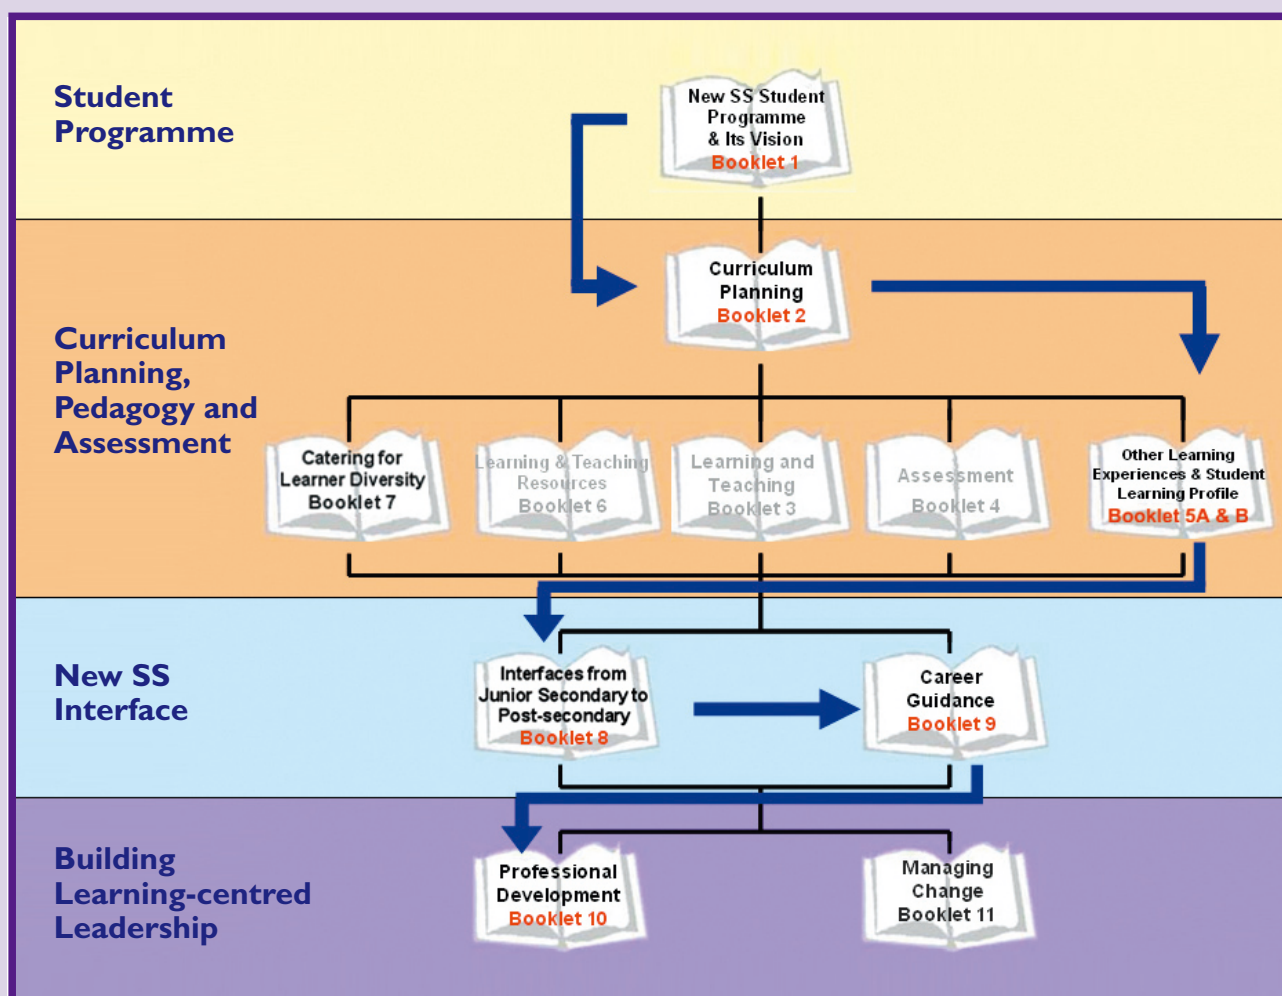 Student
Programme
New SS Student
Programme
& Its Vision
Booklet 1
Curriculum
Planning,
Pedagogy and
Assessment
Curriculum
Planning
Booklet 2
Catering for
Learner Diversity
Booklet 7
Learning & Teaching
Resources
Booklet 6
Learning and
Teaching
Booklet 3
Assessment
Booklet 4
Other Learning
Experiences & Student
Learning Profile
Booklet 5A & B
New SS
Interface
Interfaces from
Junior Secondary to
Post-secondary
Booklet 8
Career
Guidance
Booklet 9
Building
Learning-centred
Leadership
Professional
Development
Booklet 10
Managing
Change
Booklet 11